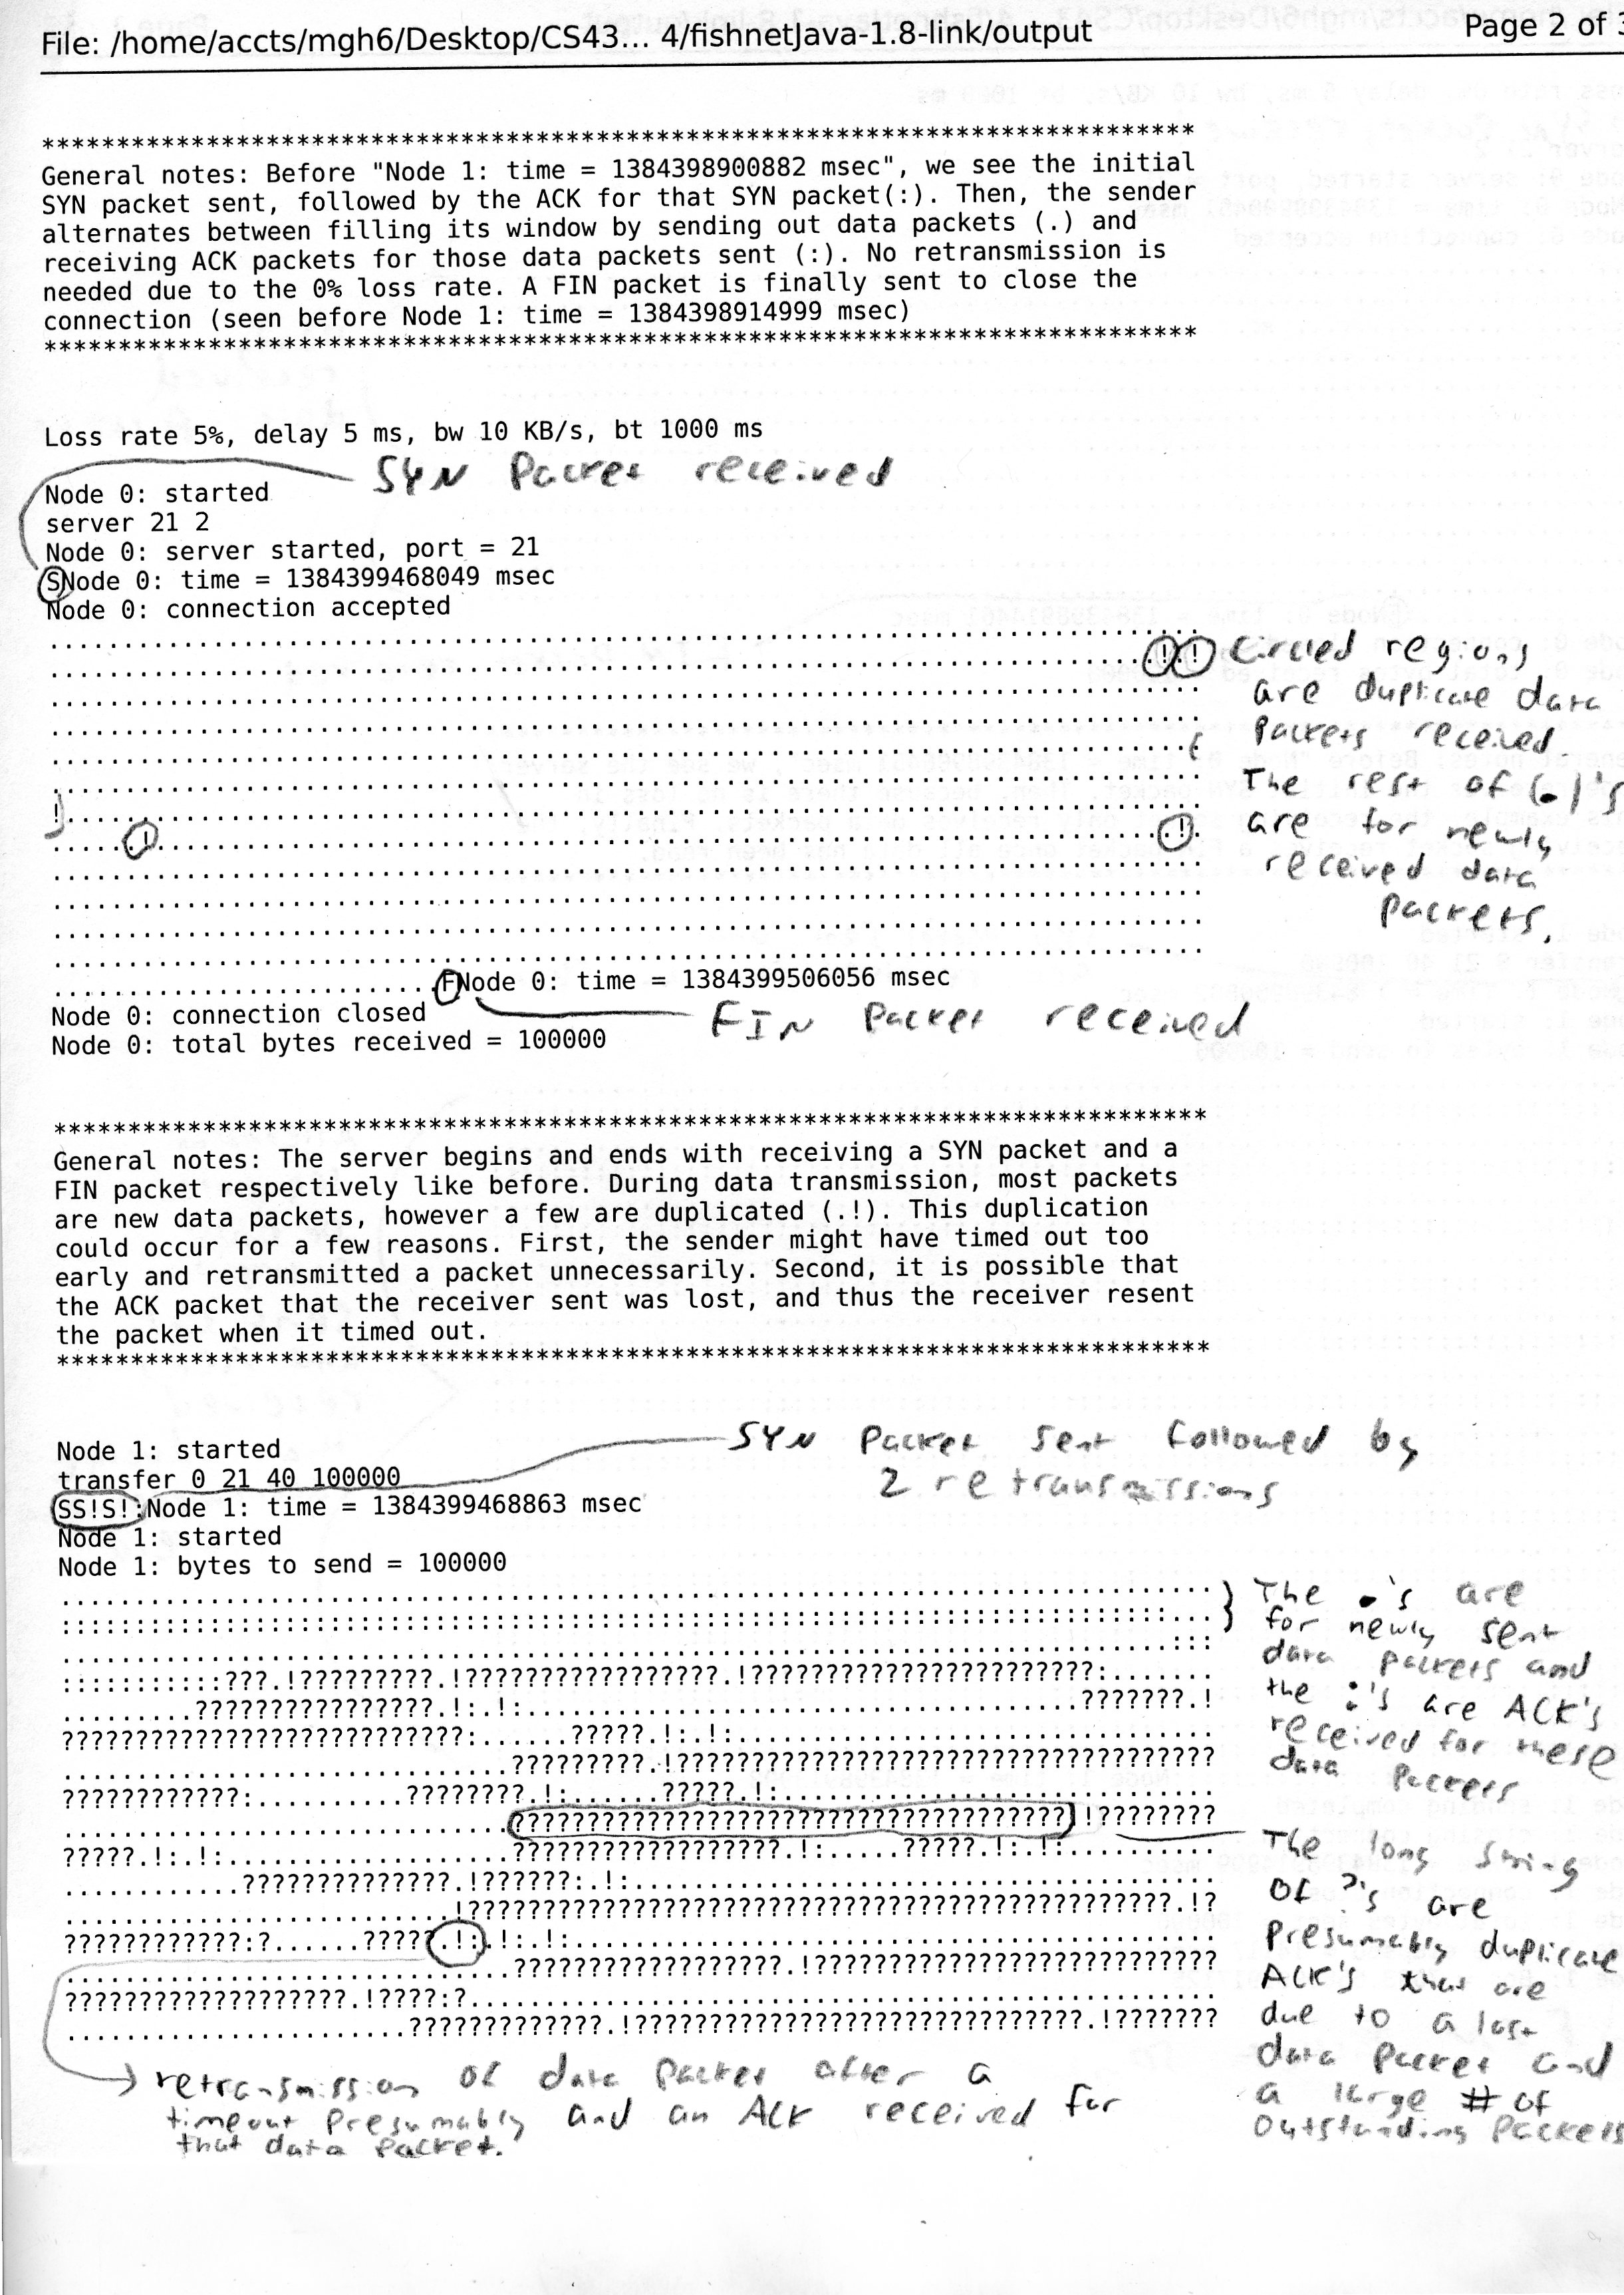 File: /home/accts/mgh6/Desktop/CS43... 4/fishnetJava-1.8-link/output Page 2 of 3
*****************************************************************************
General notes: Before "Node 1: time = 1384398900882 msec", we see the initial
SYN packet sent, followed by the ACK for that SYN packet(:). Then, the sender
alternates between filling its window by sending out data packets (.) and
receiving ACK packets for those data packets sent (:). No retransmission is
needed due to the 0% loss rate. A FIN packet is finally sent to close the
connection (seen before Node 1: time = 1384398914999 msec)
*****************************************************************************
Loss rate 5%, delay 5 ms, bw 10 KB/s, bt 1000 ms
SYN Packet received
Node 0: started
server 21 2
Node 0: server started, port = 21
SNode 0: time = 1384399468049 msec
Node 0: connection accepted
.............................................................................
...........................................................................!.!
Circled regions
are duplicate data
Packets received.
The rest of (.)'s
are for newly
received data
packets.
FNode 0: time = 1384399506056 msec
Node 0: connection closed
FIN Packet received
Node 0: total bytes received = 100000
*****************************************************************************
General notes: The server begins and ends with receiving a SYN packet and a
FIN packet respectively like before. During data transmission, most packets
are new data packets, however a few are duplicated (.!). This duplication
could occur for a few reasons. First, the sender might have timed out too
early and retransmitted a packet unnecessarily. Second, it is possible that
the ACK packet that the receiver sent was lost, and thus the receiver resent
the packet when it timed out.
*****************************************************************************
SYN Packet sent followed by
2 retransmissions
Node 1: started
transfer 0 21 40 100000
SS!S!:Node 1: time = 1384399468863 msec
Node 1: started
Node 1: bytes to send = 100000
The .'s are
for newly sent
data packets and
the :'s are ACK's
received for these
data packets
The long string
of ?'s are
presumably duplicate
ACK's that are
due to a lost
data packet and
a large # of
outstanding packets
retransmission of data packet after a
timeout presumably and an ACK received for
that data packet.